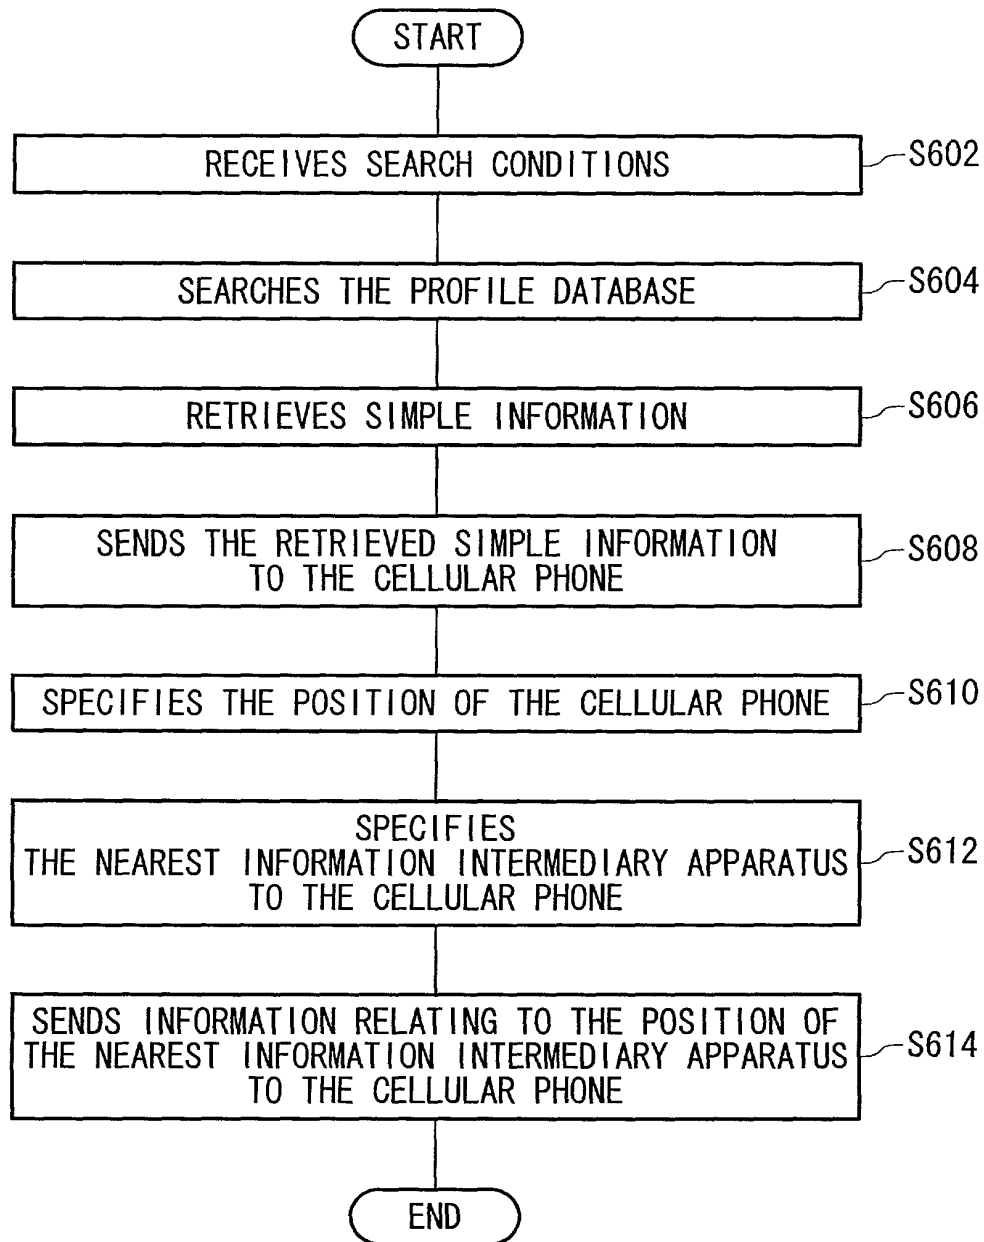 START
RECEIVES SEARCH CONDITIONS
S602
SEARCHES THE PROFILE DATABASE
S604
RETRIEVES SIMPLE INFORMATION
S606
SENDS THE RETRIEVED SIMPLE INFORMATION
TO THE CELLULAR PHONE
S608
SPECIFIES THE POSITION OF THE CELLULAR PHONE
S610
SPECIFIES
THE NEAREST INFORMATION INTERMEDIARY APPARATUS
TO THE CELLULAR PHONE
S612
SENDS INFORMATION RELATING TO THE POSITION OF
THE NEAREST INFORMATION INTERMEDIARY APPARATUS
TO THE CELLULAR PHONE
S614
END